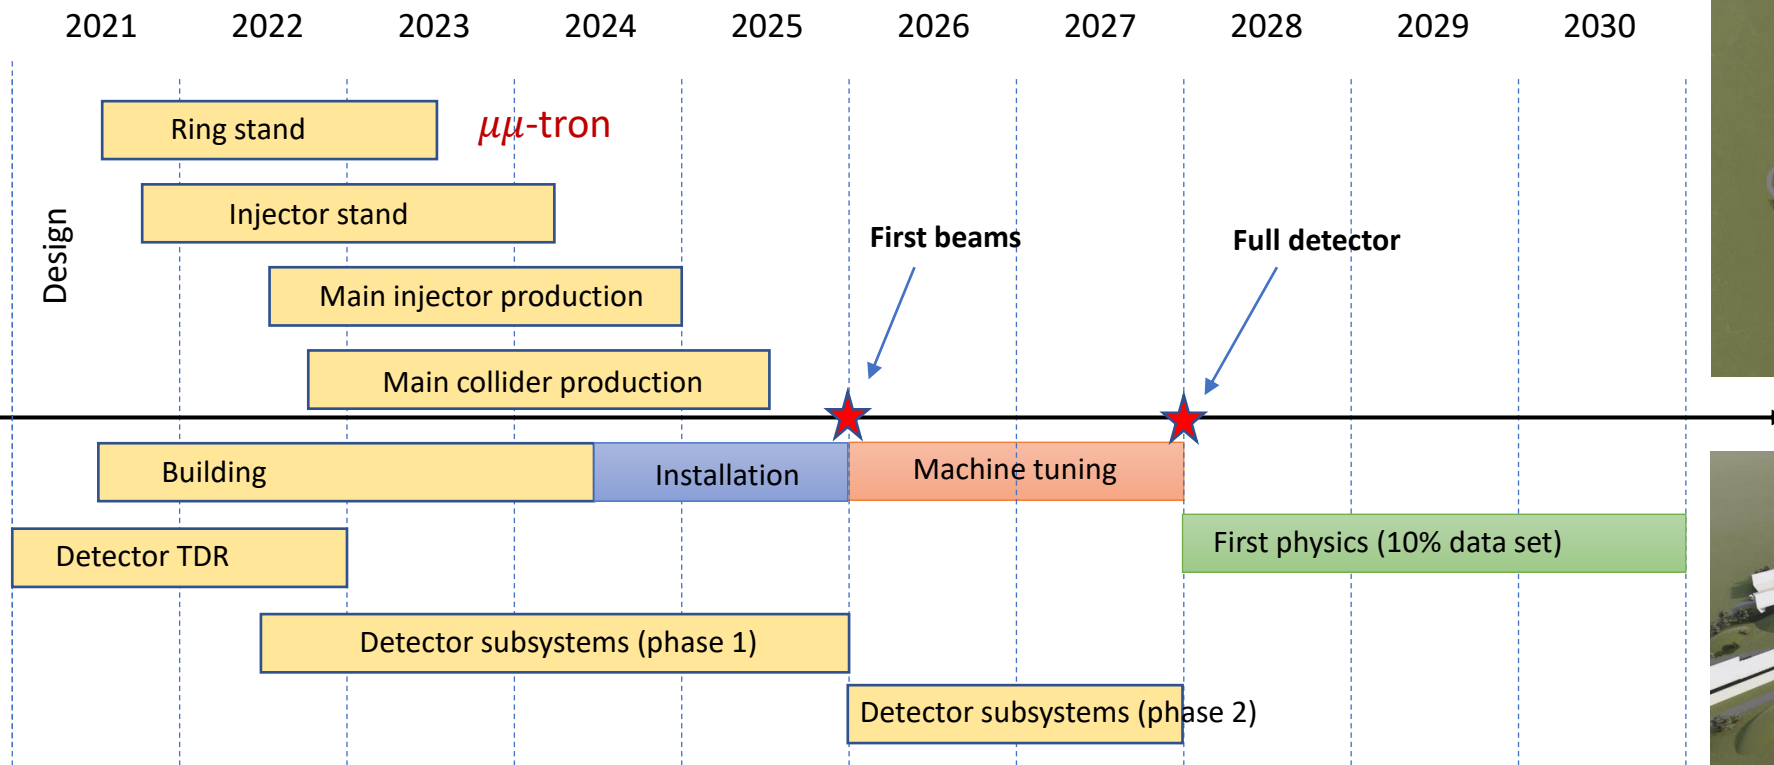 2021 2022 2023 2024 2025 2026 2027 2028 2029 2030
Ring stand
μμ-tron
Injector stand
Design
First beams
Full detector
Main injector production
Main collider production
Building
Installation
Machine tuning
Detector TDR
First physics (10% data set)
Detector subsystems (phase 1)
Detector subsystems (phase 2)